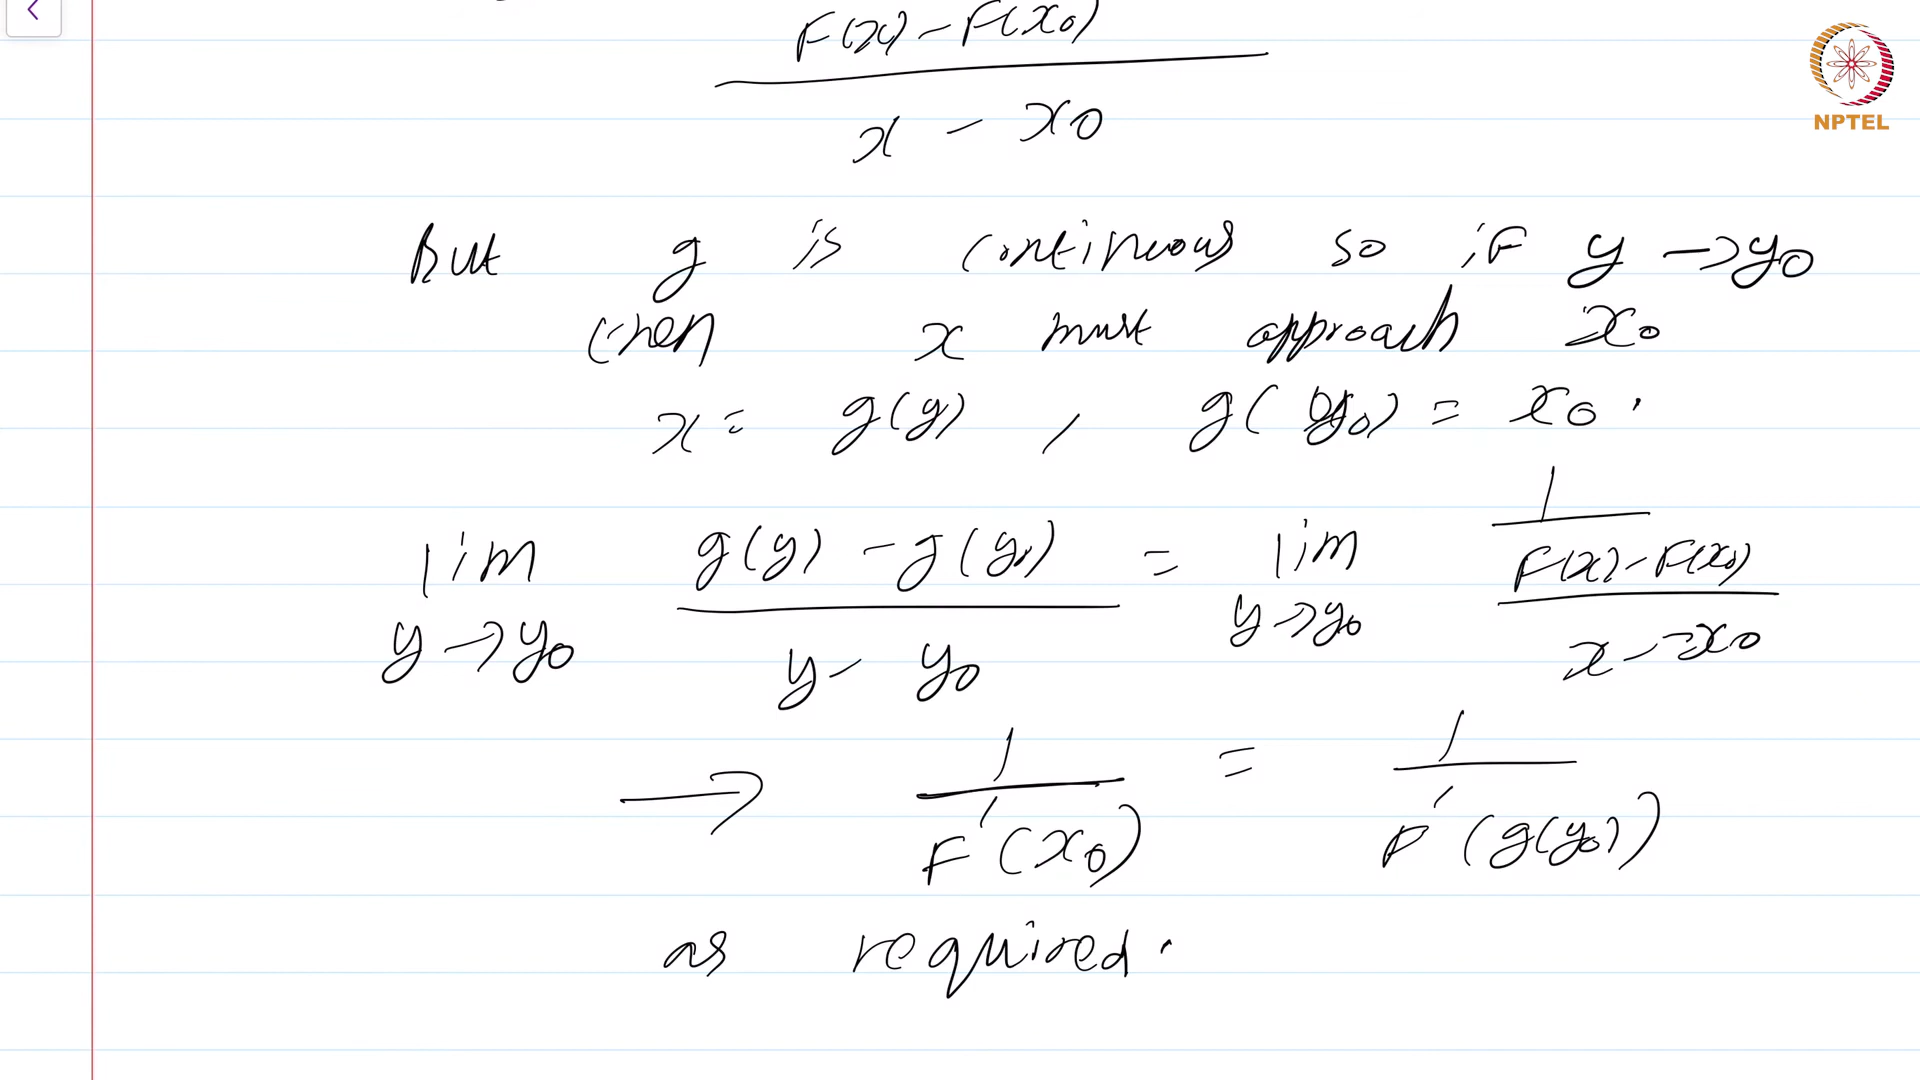 F(x) - F(x0)
x - x0
NPTEL
But g is continuous so if y → y0
then x must approach x0
x = g(y) , g(y0) = x0 .
lim y→y0 g(y) - g(y0) / y - y0 = lim y→y0 1 / F(x) - F(x0) / x - x0
→ 1 / F'(x0) = 1 / F'(g(y0))
as required .